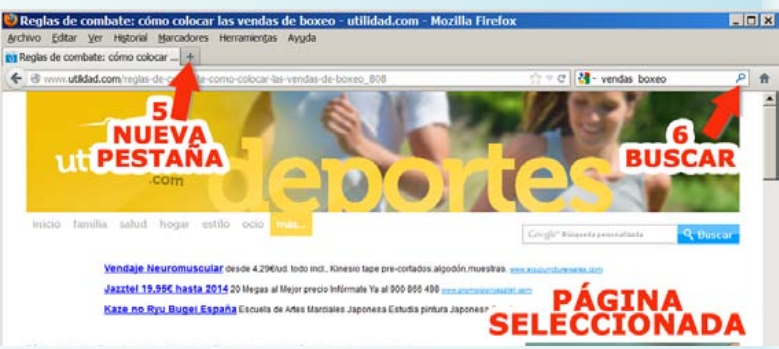 Reglas de combate: cómo colocar las vendas de boxeo - utilidad.com - Mozilla Firefox
Archivo Editar Ver Historial Marcadores Herramientas Ayuda
Reglas de combate: cómo colocar ... +
www.utilidad.com/reglas-de-combate-como-colocar-las-vendas-de-boxeo_808
vendas boxeo
5
NUEVA
PESTAÑA
6
BUSCAR
uti
.com
deportes
inicio familia salud hogar estilo ocio más...
Google Búsqueda personalizada
Buscar
Vendaje Neuromuscular desde 4.29€/ud. todo incl.. Kinesio tape pre-cortados,algodón,muestras.
Jazztel 19,95€ hasta 2014 20 Megas al Mejor precio Infórmate Ya al 900 866 490
Kaze no Ryu Bugei España Escuela de Artes Marciales Japonesa Estudia pintura Japonesa
PÁGINA
SELECCIONADA